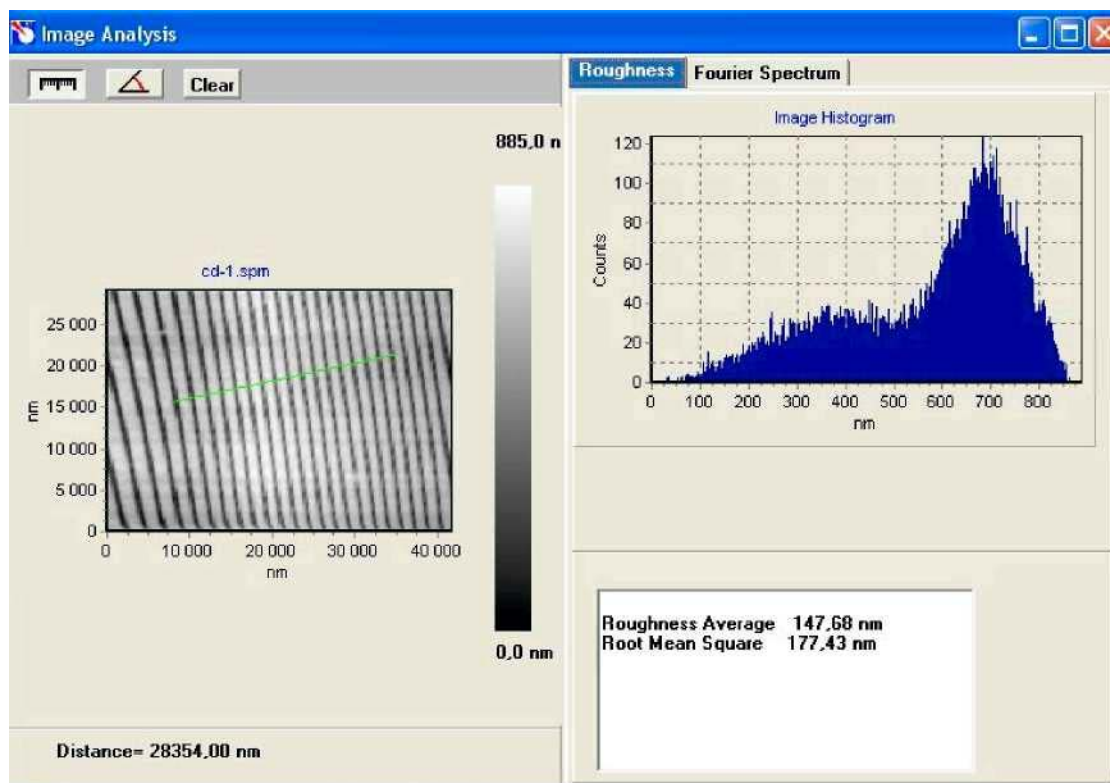 Image Analysis
Clear
885,0 n
cd-1.spm
nm
25 000
20 000
15 000
10 000
5 000
0
0 10 000 20 000 30 000 40 000
nm
0,0 nm
Distance= 28354,00 nm
Roughness Fourier Spectrum
Image Histogram
Counts
120
100
80
60
40
20
0
0 100 200 300 400 500 600 700 800
nm
Roughness Average 147,68 nm
Root Mean Square 177,43 nm